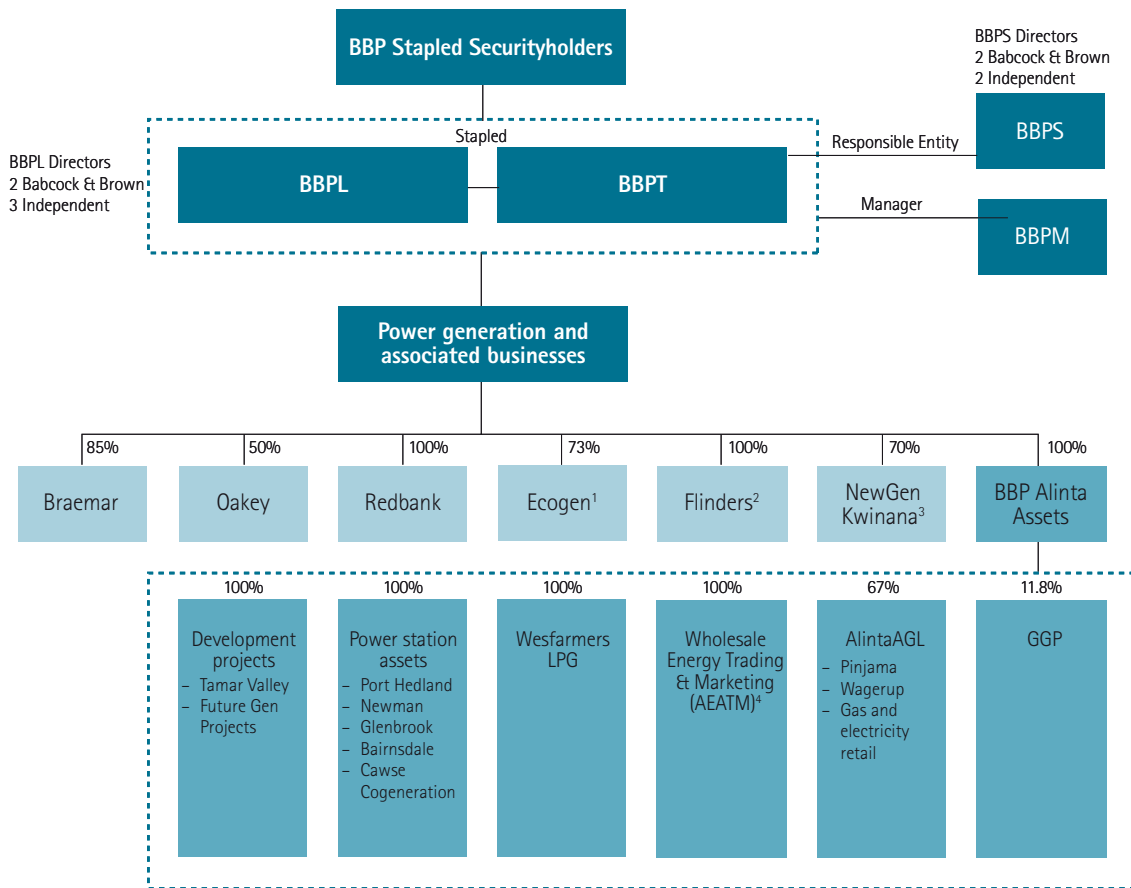 BBP Stapled Securityholders
BBPS Directors
2 Babcock & Brown
2 Independent
BBPS
Stapled
Responsible Entity
BBPL Directors
2 Babcock & Brown
3 Independent
BBPL
BBPT
Manager
BBPM
Power generation and
associated businesses
85%
50%
100%
73%
100%
70%
100%
Braemar
Oakey
Redbank
Ecogen1
Flinders2
NewGen
Kwinana3
BBP Alinta
Assets
100%
100%
100%
100%
67%
11.8%
Development
projects
– Tamar Valley
– Future Gen
Projects
Power station
assets
– Port Hedland
– Newman
– Glenbrook
– Bairnsdale
– Cawse
Cogeneration
Wesfarmers
LPG
Wholesale
Energy Trading
& Marketing
(AEATM)4
AlintaAGL
– Pinjama
– Wagerup
– Gas and
electricity
retail
GGP